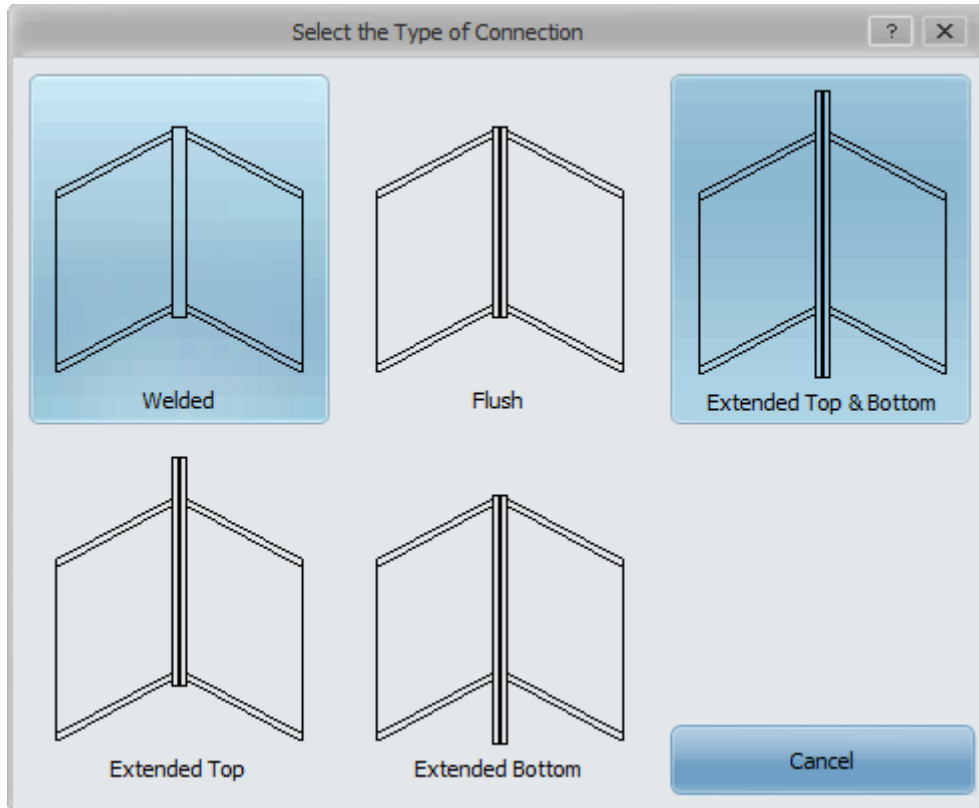 Select the Type of Connection
?
Welded
Flush
Extended Top & Bottom
Extended Top
Extended Bottom
Cancel